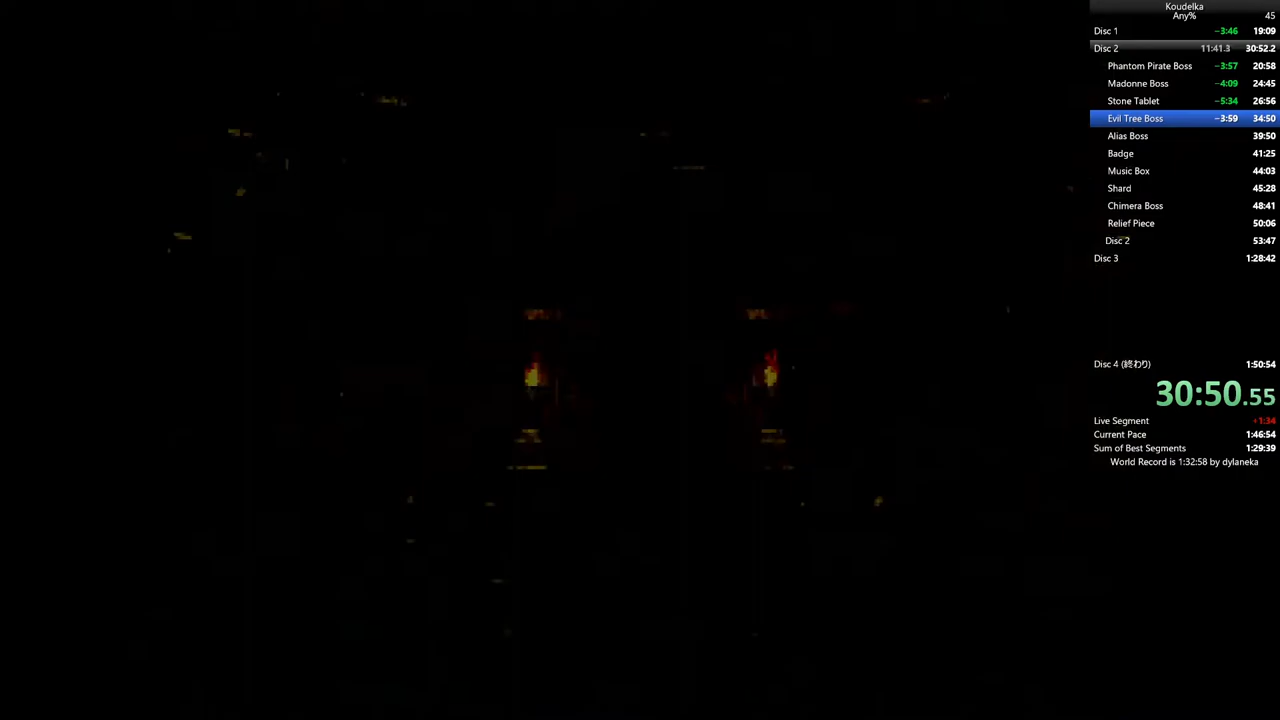 Koudelka
Any% 45
Disc 1 −3:46 19:09
Disc 2 11:41.3 30:52.2
Phantom Pirate Boss −3:57 20:58
Madonne Boss −4:09 24:45
Stone Tablet −5:34 26:56
Evil Tree Boss −3:59 34:50
Alias Boss 39:50
Badge 41:25
Music Box 44:03
Shard 45:28
Chimera Boss 48:41
Relief Piece 50:06
Disc 2 53:47
Disc 3 1:28:42
Disc 4 (終わり) 1:50:54
30:50.55
Live Segment +1:34
Current Pace 1:46:54
Sum of Best Segments 1:29:39
World Record is 1:32:58 by dylaneka